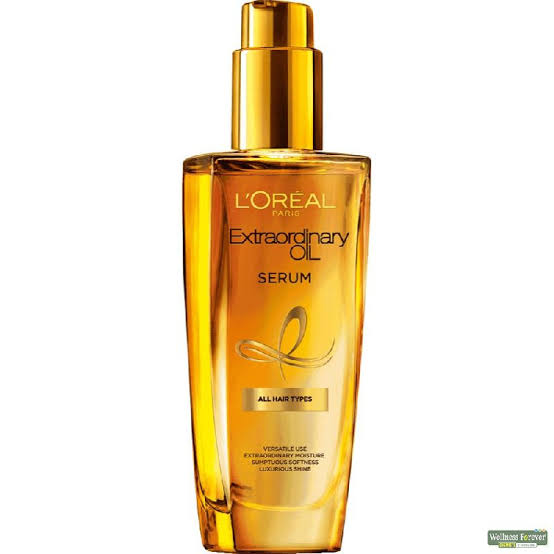 L'ORÉAL
PARIS
Extraordinary
OIL
SERUM
ALL HAIR TYPES
VERSATILE USE
EXTRAORDINARY MOISTURE
SUMPTUOUS SOFTNESS
LUXURIOUS SHINE
Wellness Forever